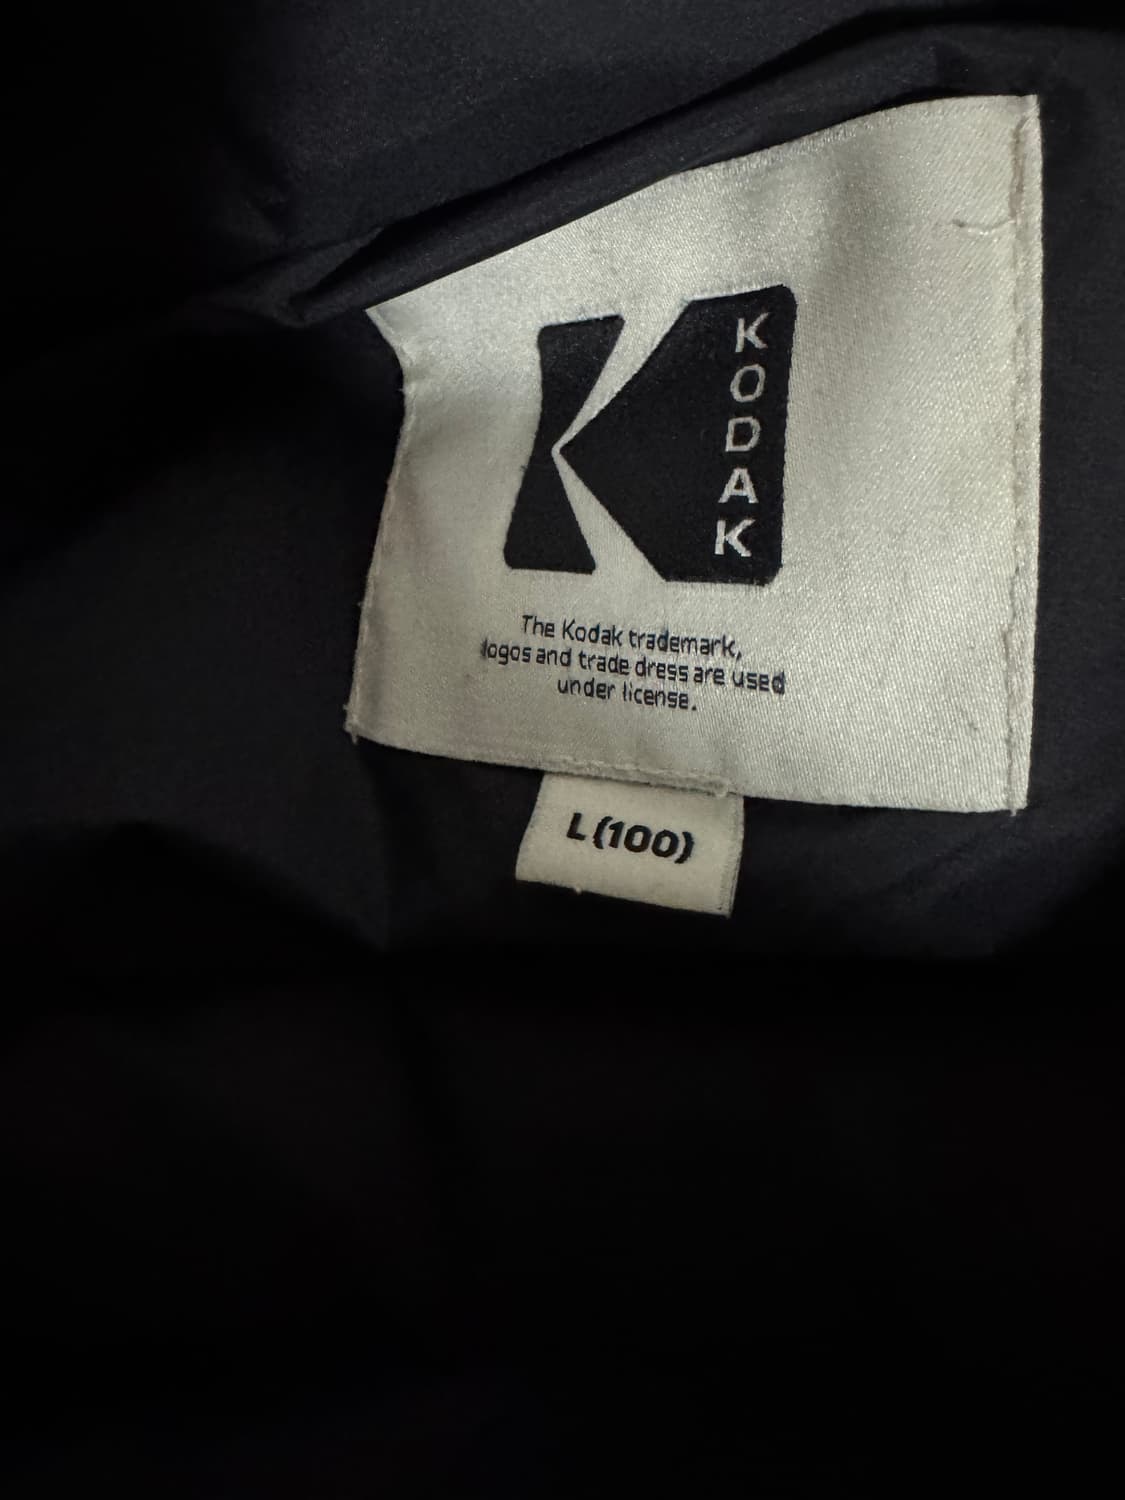 KODAK
The Kodak trademark,
logos and trade dress are used
under license.
L (100)